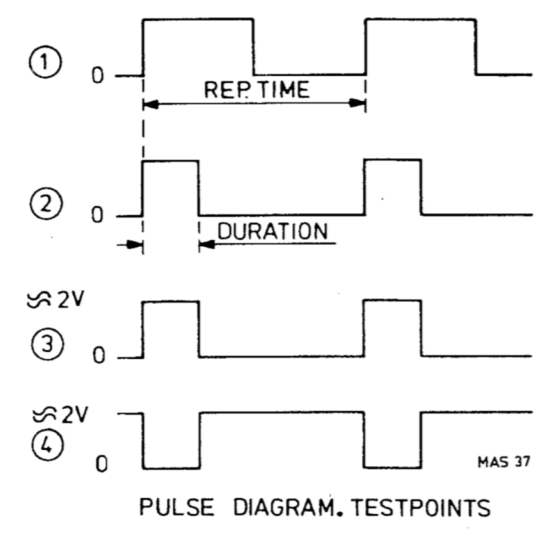 1
0
REP. TIME
2
0
DURATION
≈ 2V
3
0
≈ 2V
4
0
MAS 37
PULSE DIAGRAM. TESTPOINTS